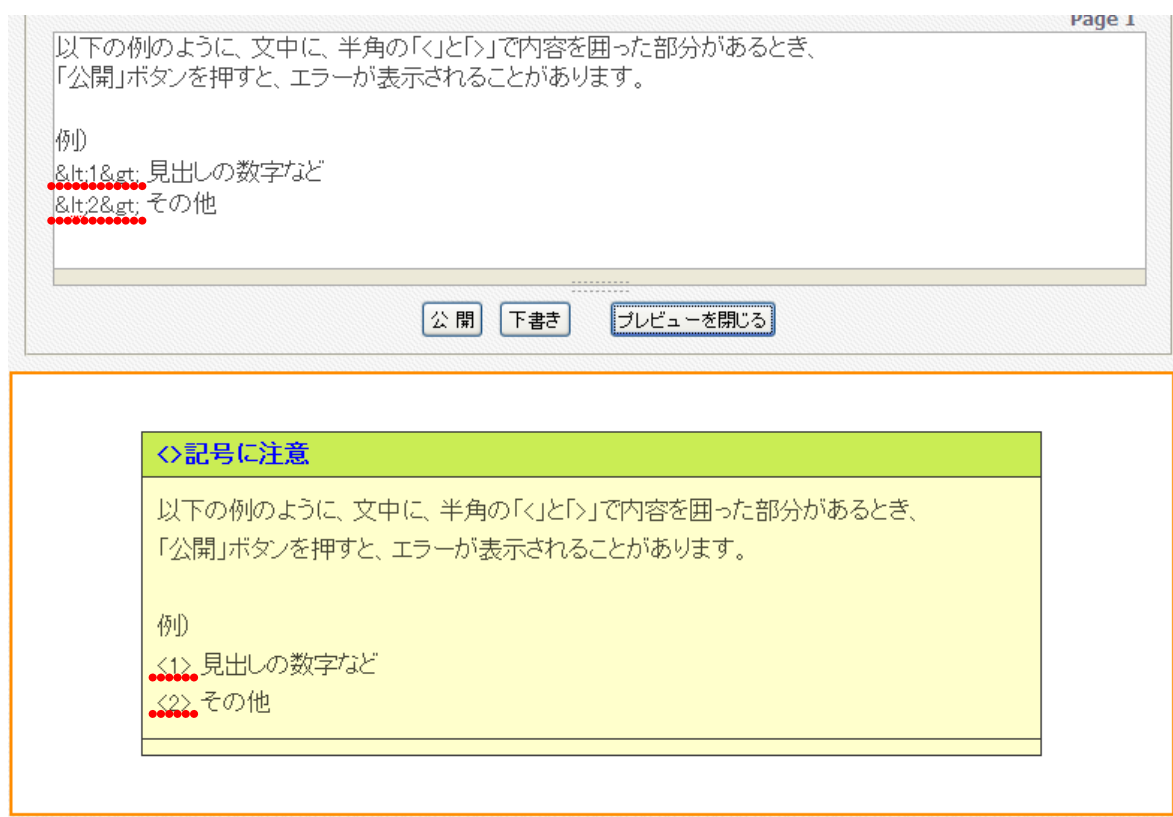 Page 1
以下の例のように、文中に、半角の「<」と「>」で内容を囲った部分があるとき、
「公開」ボタンを押すと、エラーが表示されることがあります。
例)
&lt;1&gt; 見出しの数字など
&lt;2&gt; その他
公 開 下書き プレビューを閉じる
<>記号に注意
以下の例のように、文中に、半角の「<」と「>」で内容を囲った部分があるとき、
「公開」ボタンを押すと、エラーが表示されることがあります。
例)
<1> 見出しの数字など
<2> その他